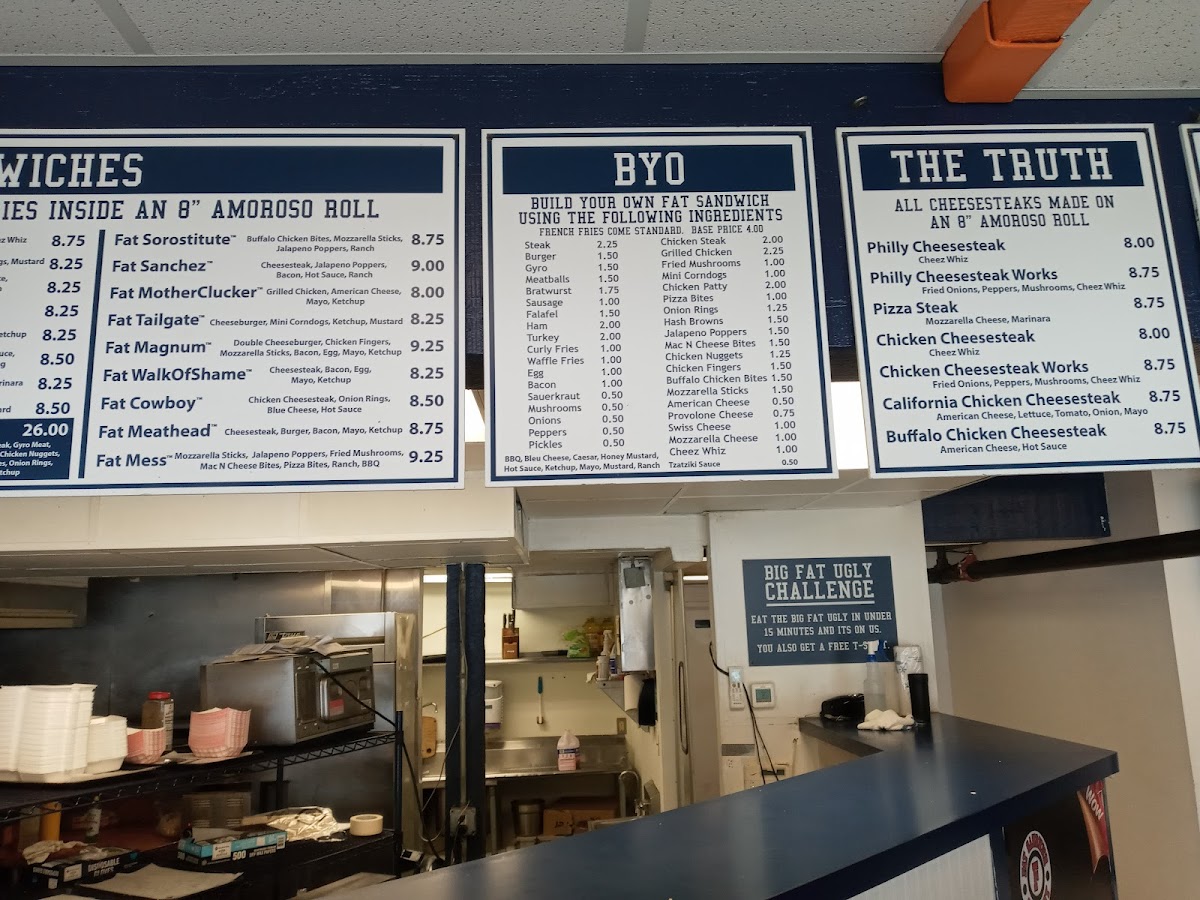 WICHES
IES INSIDE AN 8" AMOROSO ROLL
Whiz 8.75
Mustard 8.25
8.25
8.25
8.25
8.50
8.25
8.50
26.00
Gyro Meat,
Chicken Nuggets,
Onion Rings,
Fat Sorostitute™ Buffalo Chicken Bites, Mozzarella Sticks, 8.75
Jalapeno Poppers, Ranch
Fat Sanchez™ Cheesesteak, Jalapeno Poppers, 9.00
Bacon, Hot Sauce, Ranch
Fat MotherClucker™ Grilled Chicken, American Cheese, 8.00
Mayo, Ketchup
Fat Tailgate™ Cheeseburger, Mini Corndogs, Ketchup, Mustard 8.25
Fat Magnum™ Double Cheeseburger, Chicken Fingers, 9.25
Mozzarella Sticks, Bacon, Egg, Mayo, Ketchup
Fat WalkOfShame™ Cheesesteak, Bacon, Egg, 8.25
Mayo, Ketchup
Fat Cowboy™ Chicken Cheesesteak, Onion Rings, 8.50
Blue Cheese, Hot Sauce
Fat Meathead™ Cheesesteak, Burger, Bacon, Mayo, Ketchup 8.75
Fat Mess™ Mozzarella Sticks, Jalapeno Poppers, Fried Mushrooms, 9.25
Mac N Cheese Bites, Pizza Bites, Ranch, BBQ
BYO
BUILD YOUR OWN FAT SANDWICH
USING THE FOLLOWING INGREDIENTS
FRENCH FRIES COME STANDARD. BASE PRICE 4.00
Steak 2.25
Burger 1.50
Gyro 1.50
Meatballs 1.50
Bratwurst 1.75
Sausage 1.00
Falafel 1.50
Ham 2.00
Turkey 2.00
Curly Fries 1.00
Waffle Fries 1.00
Egg 1.00
Bacon 1.00
Sauerkraut 0.50
Mushrooms 0.50
Onions 0.50
Peppers 0.50
Pickles 0.50
Chicken Steak 2.00
Grilled Chicken 2.25
Fried Mushrooms 1.00
Mini Corndogs 1.00
Chicken Patty 2.00
Pizza Bites 1.00
Onion Rings 1.25
Hash Browns 1.50
Jalapeno Poppers 1.50
Mac N Cheese Bites 1.50
Chicken Nuggets 1.25
Chicken Fingers 1.50
Buffalo Chicken Bites 1.50
Mozzarella Sticks 1.50
American Cheese 0.50
Provolone Cheese 0.75
Swiss Cheese 1.00
Mozzarella Cheese 1.00
Cheez Whiz 1.00
BBQ, Bleu Cheese, Caesar, Honey Mustard,
Hot Sauce, Ketchup, Mayo, Mustard, Ranch Tzatziki Sauce 0.50
THE TRUTH
ALL CHEESESTEAKS MADE ON
AN 8" AMOROSO ROLL
Philly Cheesesteak 8.00
Cheez Whiz
Philly Cheesesteak Works 8.75
Fried Onions, Peppers, Mushrooms, Cheez Whiz
Pizza Steak 8.75
Mozzarella Cheese, Marinara
Chicken Cheesesteak 8.00
Cheez Whiz
Chicken Cheesesteak Works 8.75
Fried Onions, Peppers, Mushrooms, Cheez Whiz
California Chicken Cheesesteak 8.75
American Cheese, Lettuce, Tomato, Onion, Mayo
Buffalo Chicken Cheesesteak 8.75
American Cheese, Hot Sauce
BIG FAT UGLY
CHALLENGE
EAT THE BIG FAT UGLY IN UNDER
15 MINUTES AND ITS ON US.
YOU ALSO GET A FREE
500
WOW